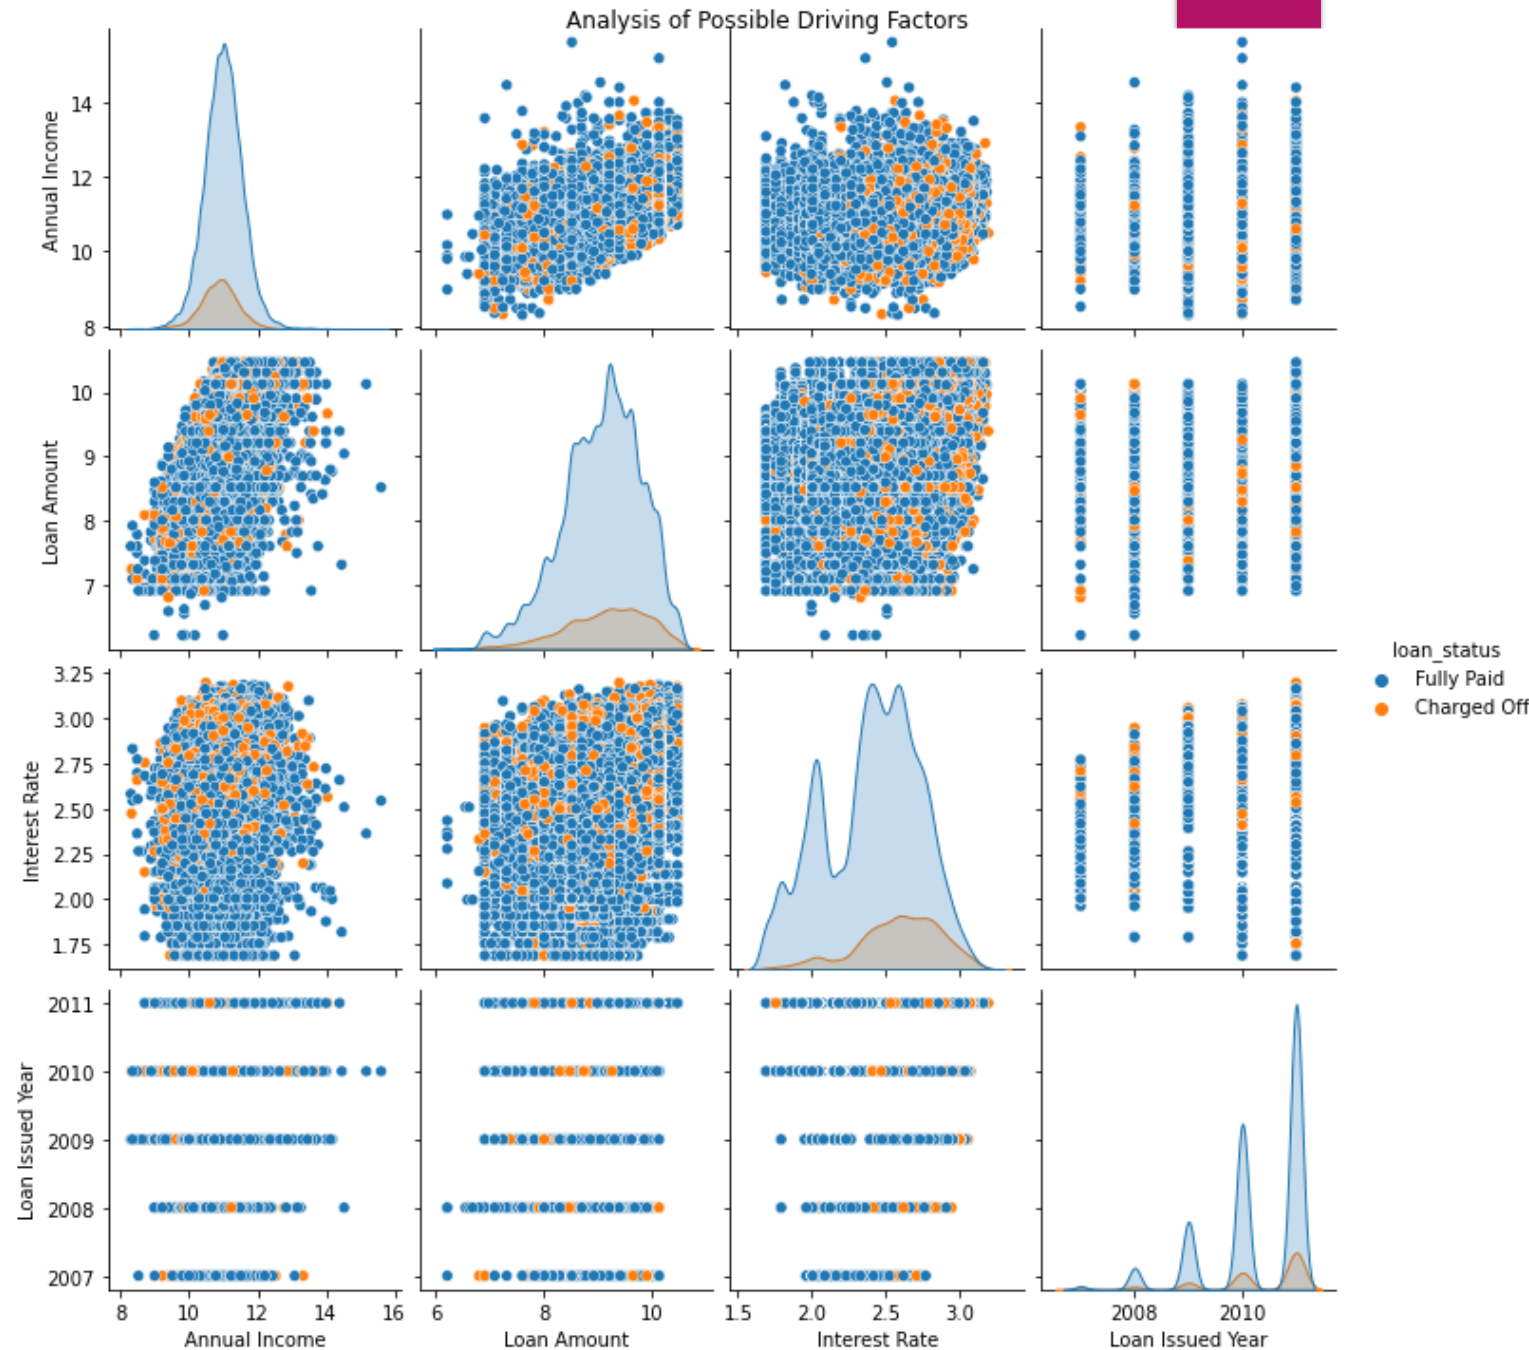 Analysis of Possible Driving Factors
14
12
10
8
Annual Income
10
9
8
7
Loan Amount
3.25
3.00
2.75
2.50
2.25
2.00
1.75
Interest Rate
loan_status
Fully Paid
Charged Off
2011
2010
2009
2008
2007
Loan Issued Year
8 10 12 14 16
6 8 10
1.5 2.0 2.5 3.0
2008 2010
Annual Income
Loan Amount
Interest Rate
Loan Issued Year